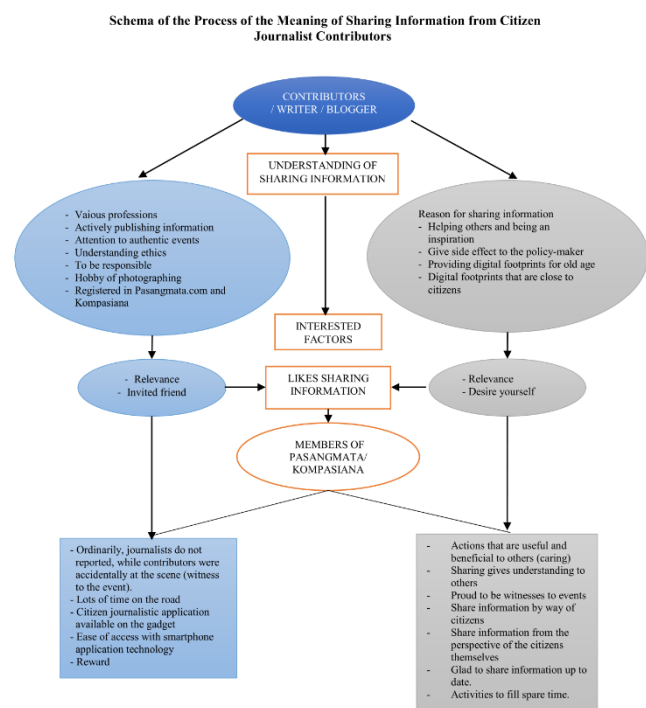 Schema of the Process of the Meaning of Sharing Information from Citizen
Journalist Contributors
CONTRIBUTORS
/ WRITER / BLOGGER
UNDERSTANDING OF
SHARING INFORMATION
- Vaious professions
- Actively publishing information
- Attention to authentic events
- Understanding ethics
- To be responsible
- Hobby of photographing
- Registered in Pasangmata.com and
Kompasiana
Reason for sharing information
- Helping others and being an
inspiration
- Give side effect to the policy-maker
- Providing digital footprints for old age
- Digital footprints that are close to
citizens
INTERESTED
FACTORS
- Relevance
- Invited friend
LIKES SHARING
INFORMATION
- Relevance
- Desire yourself
MEMBERS OF
PASANGMATA/
KOMPASIANA
- Ordinarily, journalists do not
reported, while contributors were
accidentally at the scene (witness
to the event).
- Lots of time on the road
- Citizen journalistic application
available on the gadget
- Ease of access with smartphone
application technology
- Reward
- Actions that are useful and
beneficial to others (caring)
- Sharing gives understanding to
others
- Proud to be witnesses to events
- Share information by way of
citizens
- Share information from the
perspective of the citizens
themselves
- Glad to share information up to
date.
- Activities to fill spare time.